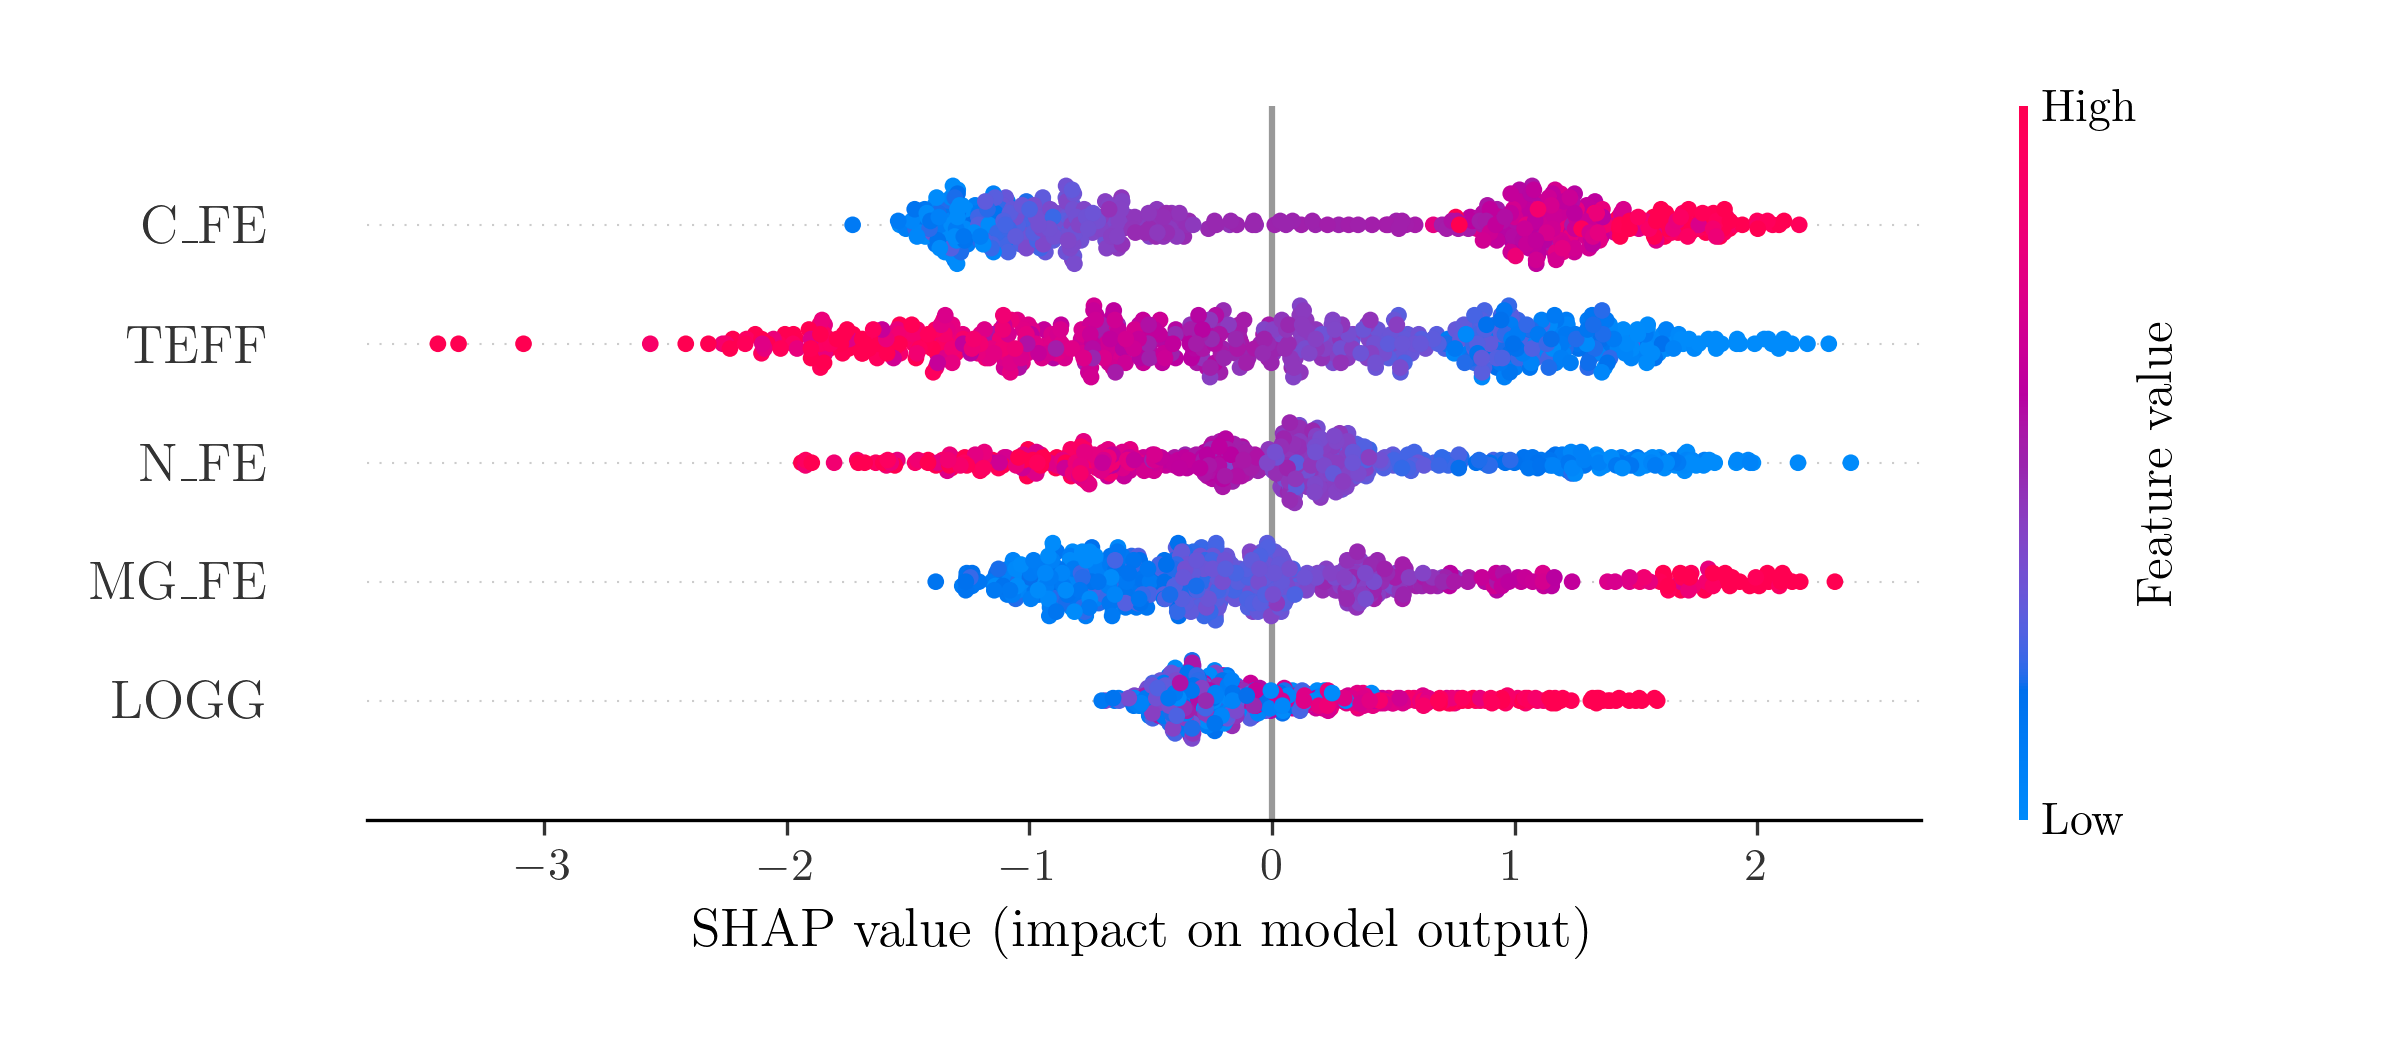 High
C_FE
TEFF
N_FE
MG_FE
LOGG
Feature value
Low
−3 −2 −1 0 1 2
SHAP value (impact on model output)